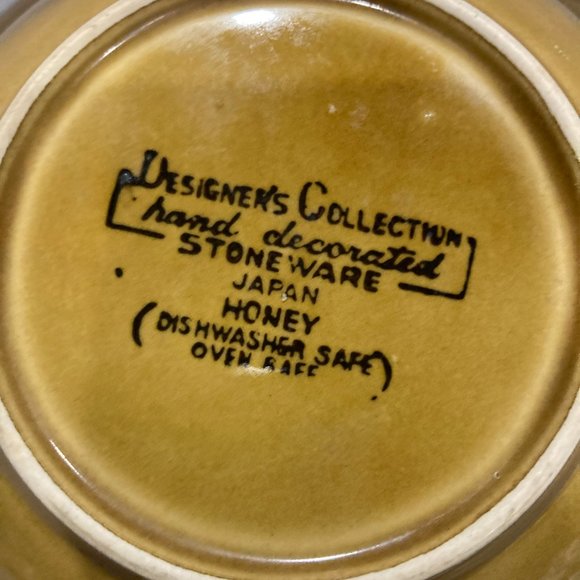 DESIGNER'S COLLECTION
hand decorated
STONEWARE
JAPAN
HONEY
(DISHWASHER SAFE
OVEN SAFE)